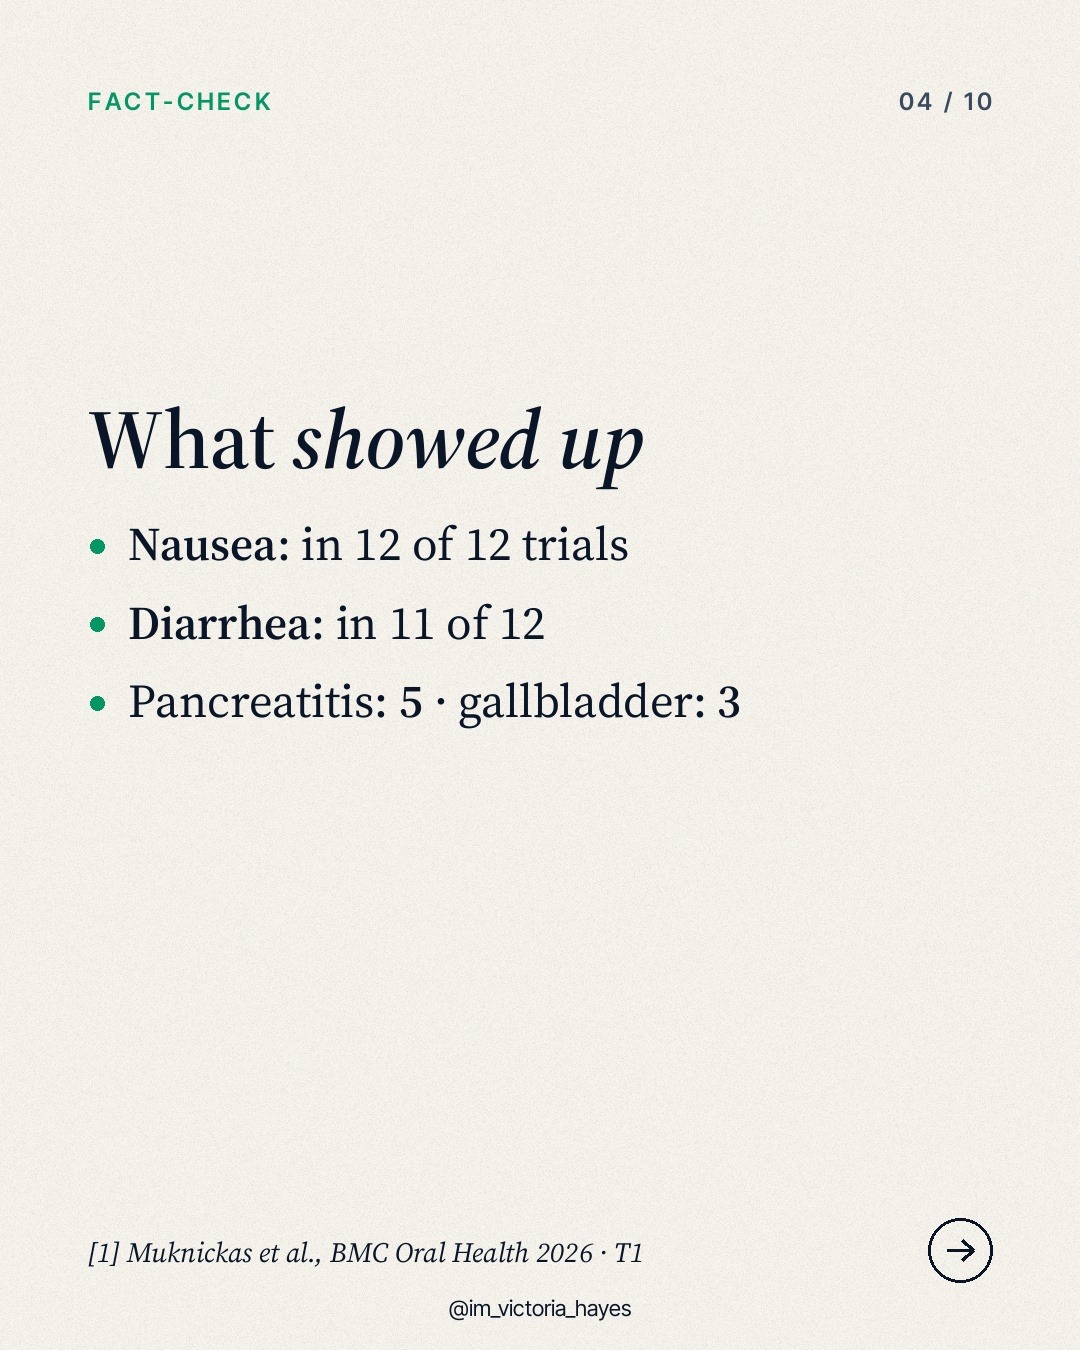 FACT-CHECK
04 / 10
What showed up
• Nausea: in 12 of 12 trials
• Diarrhea: in 11 of 12
• Pancreatitis: 5 · gallbladder: 3
[1] Muknickas et al., BMC Oral Health 2026 · T1
@im_victoria_hayes